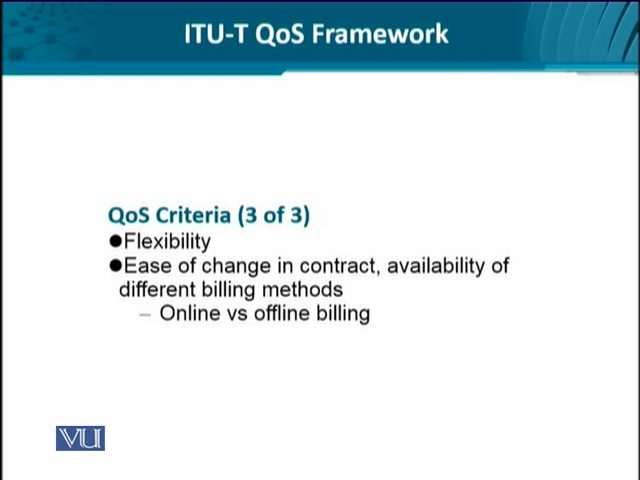 ITU-T QoS Framework
QoS Criteria (3 of 3)
●Flexibility
●Ease of change in contract, availability of
different billing methods
– Online vs offline billing
VU